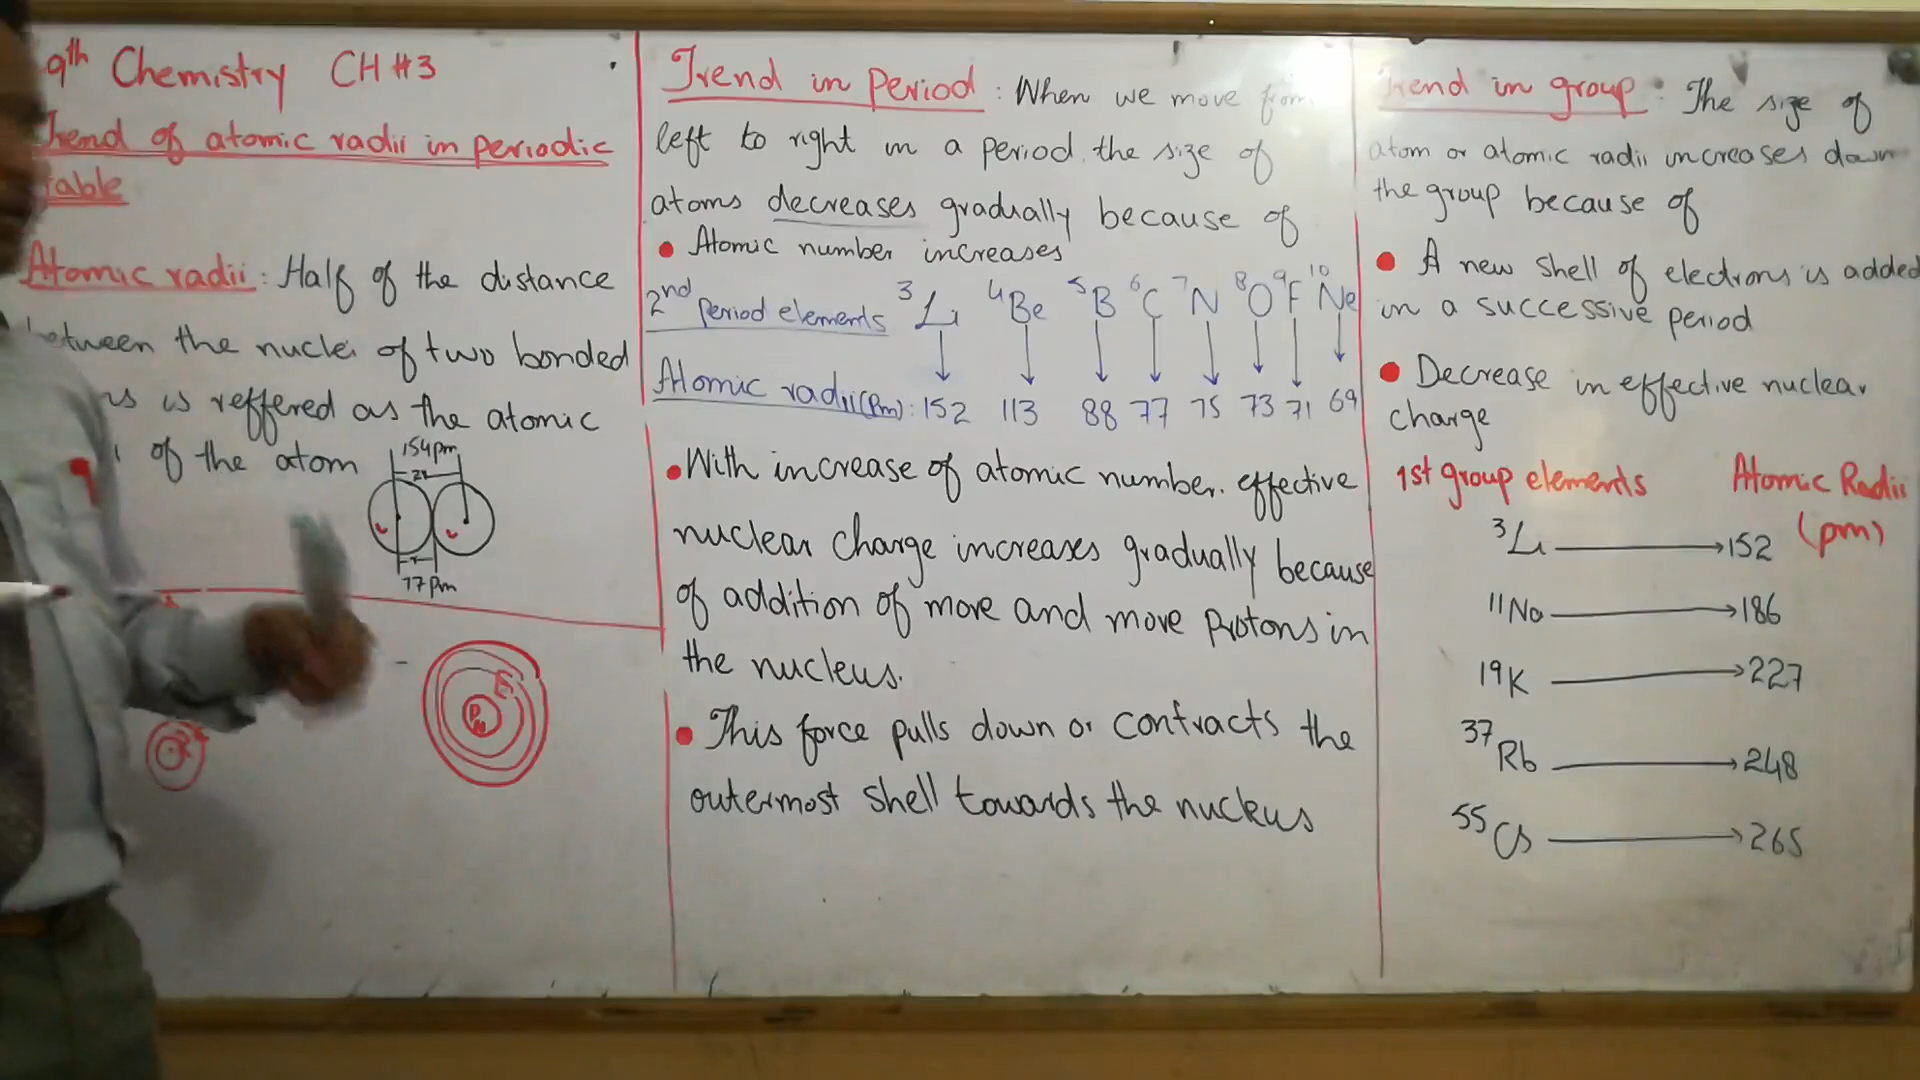 9th Chemistry CH #3
Trend of atomic radii in periodic
table
Atomic radii : Half of the distance
between the nuclei of two bonded
is reffered as the atomic
of the atom
154pm
2r
r
77pm
P
E
Trend in Period : When we move from
left to right in a period the size of
atoms decreases gradually because of
• Atomic number increases
2nd Period elements 3Li 4Be 5B 6C 7N 8O 9F 10Ne
Atomic radii(Pm): 152 113 88 77 75 73 71 69
• With increase of atomic number. effective
nuclear charge increases gradually because
of addition of more and more protons in
the nucleus.
• This force pulls down or contracts the
outermost shell towards the nucleus
Trend in group : The size of
atom or atomic radii increases down
the group because of
• A new shell of electrons is added
in a successive period
• Decrease in effective nuclear
charge
1st group elements Atomic Radii
(pm)
3Li 152
11Na 186
19K 227
37Rb 248
55Cs 265